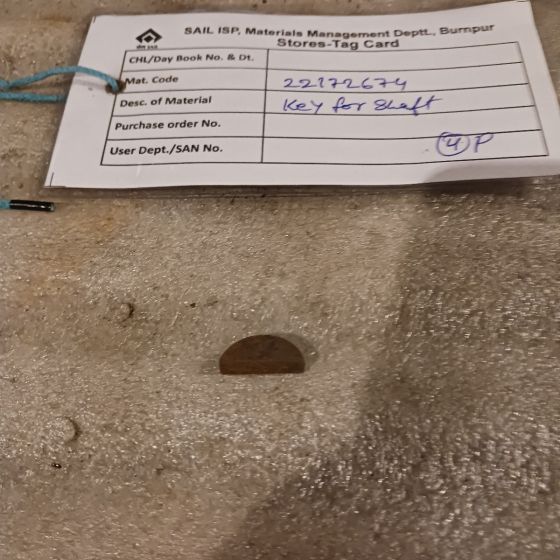 SAIL ISP, Materials Management Deptt., Burnpur
Stores-Tag Card
CHL/Day Book No. & Dt.
Mat. Code 22172674
Desc. of Material Key for Shaft
Purchase order No.
User Dept./SAN No. 4 P